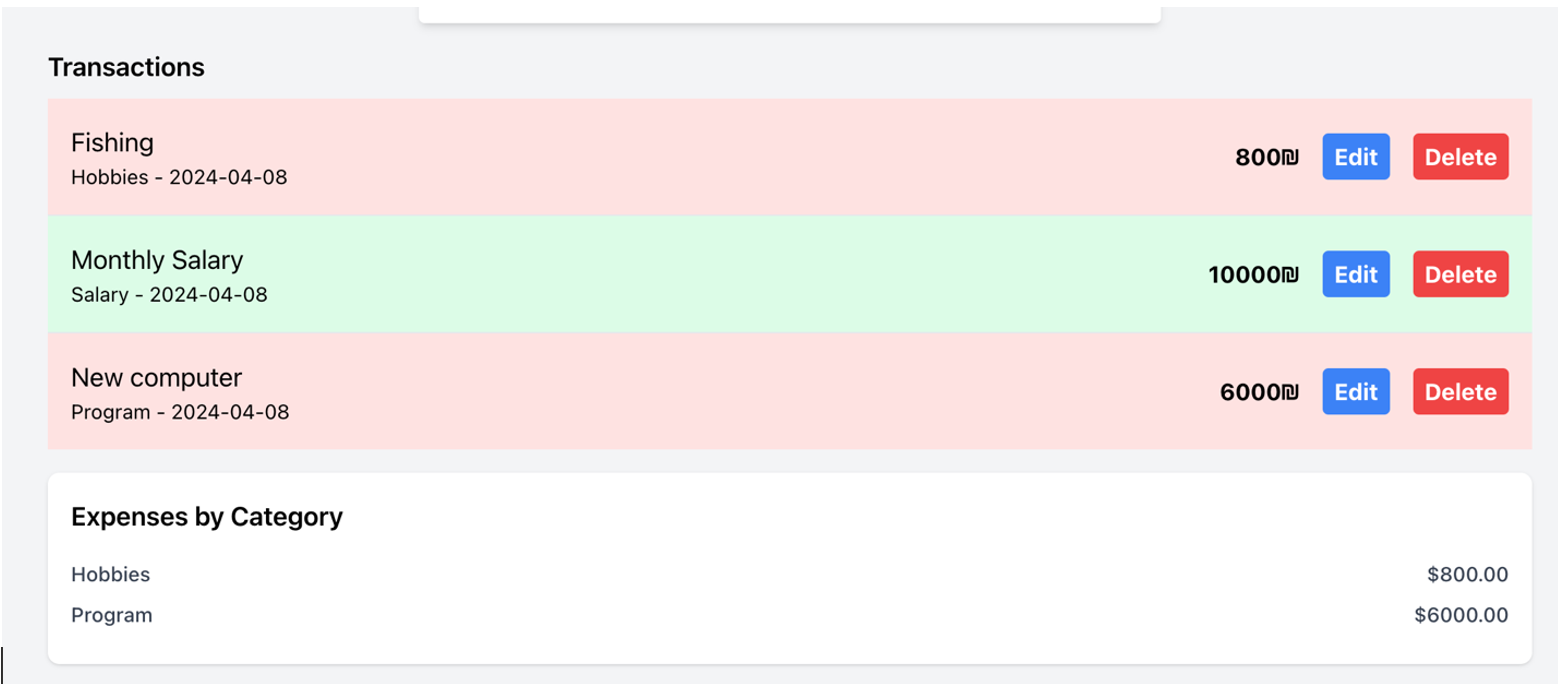 Transactions
Fishing
Hobbies - 2024-04-08
800₪ Edit Delete
Monthly Salary
Salary - 2024-04-08
10000₪ Edit Delete
New computer
Program - 2024-04-08
6000₪ Edit Delete
Expenses by Category
Hobbies $800.00
Program $6000.00